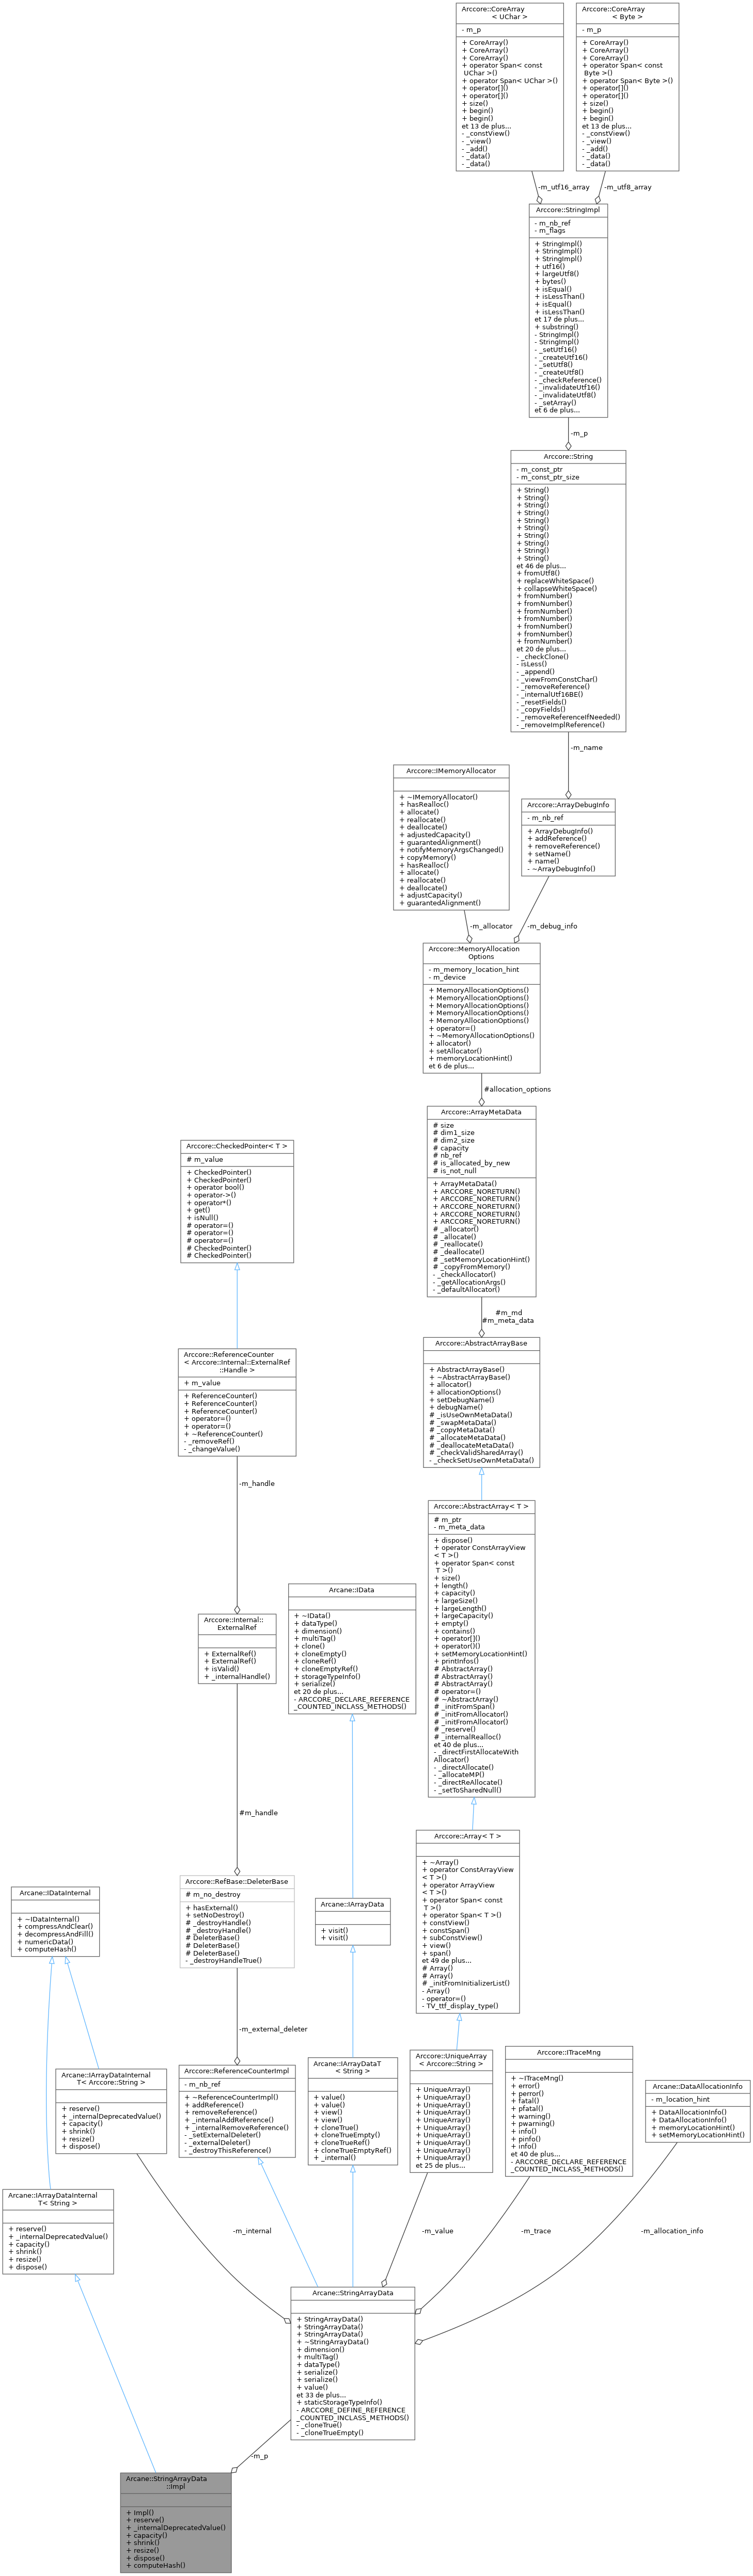 Arccore::CoreArray
< UChar >
- m_p
+ CoreArray()
+ CoreArray()
+ CoreArray()
+ operator Span< const
UChar >()
+ operator Span< UChar >()
+ operator[]()
+ operator[]()
+ size()
+ begin()
+ begin()
et 13 de plus...
- _constView()
- _view()
- _add()
- _data()
- _data()
Arccore::CoreArray
< Byte >
- m_p
+ CoreArray()
+ CoreArray()
+ CoreArray()
+ operator Span< const
Byte >()
+ operator Span< Byte >()
+ operator[]()
+ operator[]()
+ size()
+ begin()
+ begin()
et 13 de plus...
- _constView()
- _view()
- _add()
- _data()
- _data()
-m_utf16_array
-m_utf8_array
Arccore::StringImpl
- m_nb_ref
- m_flags
+ StringImpl()
+ StringImpl()
+ StringImpl()
+ utf16()
+ largeUtf8()
+ bytes()
+ isEqual()
+ isLessThan()
+ isEqual()
+ isLessThan()
et 17 de plus...
+ substring()
- StringImpl()
- StringImpl()
- _setUtf16()
- _createUtf16()
- _setUtf8()
- _createUtf8()
- _checkReference()
- _invalidateUtf16()
- _invalidateUtf8()
- _setArray()
et 6 de plus...
-m_p
Arccore::String
- m_const_ptr
- m_const_ptr_size
+ String()
+ String()
+ String()
+ String()
+ String()
+ String()
+ String()
+ String()
+ String()
+ String()
et 46 de plus...
+ fromUtf8()
+ replaceWhiteSpace()
+ collapseWhiteSpace()
+ fromNumber()
+ fromNumber()
+ fromNumber()
+ fromNumber()
+ fromNumber()
+ fromNumber()
+ fromNumber()
et 20 de plus...
- _checkClone()
- isLess()
- _append()
- _viewFromConstChar()
- _removeReference()
- _internalUtf16BE()
- _resetFields()
- _copyFields()
- _removeReferenceIfNeeded()
- _removeImplReference()
-m_name
Arccore::IMemoryAllocator
+ ~IMemoryAllocator()
+ hasRealloc()
+ allocate()
+ reallocate()
+ deallocate()
+ adjustedCapacity()
+ guarantedAlignment()
+ notifyMemoryArgsChanged()
+ copyMemory()
+ hasRealloc()
+ allocate()
+ reallocate()
+ deallocate()
+ adjustCapacity()
+ guarantedAlignment()
Arccore::ArrayDebugInfo
- m_nb_ref
+ ArrayDebugInfo()
+ addReference()
+ removeReference()
+ setName()
+ name()
- ~ArrayDebugInfo()
-m_allocator
-m_debug_info
Arccore::MemoryAllocation
Options
- m_memory_location_hint
- m_device
+ MemoryAllocationOptions()
+ MemoryAllocationOptions()
+ MemoryAllocationOptions()
+ MemoryAllocationOptions()
+ MemoryAllocationOptions()
+ operator=()
+ ~MemoryAllocationOptions()
+ allocator()
+ setAllocator()
+ memoryLocationHint()
et 6 de plus...
#allocation_options
Arccore::ArrayMetaData
# size
# dim1_size
# dim2_size
# capacity
# nb_ref
# is_allocated_by_new
# is_not_null
+ ArrayMetaData()
+ ARCCORE_NORETURN()
+ ARCCORE_NORETURN()
+ ARCCORE_NORETURN()
+ ARCCORE_NORETURN()
+ ARCCORE_NORETURN()
# _allocator()
# _allocate()
# _reallocate()
# _deallocate()
# _setMemoryLocationHint()
# _copyFromMemory()
- _checkAllocator()
- _getAllocationArgs()
- _defaultAllocator()
#m_md
#m_meta_data
Arccore::CheckedPointer< T >
# m_value
+ CheckedPointer()
+ CheckedPointer()
+ operator bool()
+ operator->()
+ operator*()
+ get()
+ isNull()
# operator=()
# operator=()
# operator=()
# CheckedPointer()
# CheckedPointer()
Arccore::AbstractArrayBase
+ AbstractArrayBase()
+ ~AbstractArrayBase()
+ allocator()
+ allocationOptions()
+ setDebugName()
+ debugName()
# _isUseOwnMetaData()
# _swapMetaData()
# _copyMetaData()
# _allocateMetaData()
# _deallocateMetaData()
# _checkValidSharedArray()
- _checkSetUseOwnMetaData()
Arccore::ReferenceCounter
< Arccore::Internal::ExternalRef
::Handle >
+ m_value
+ ReferenceCounter()
+ ReferenceCounter()
+ ReferenceCounter()
+ operator=()
+ operator=()
+ ~ReferenceCounter()
- _removeRef()
- _changeValue()
-m_handle
Arccore::AbstractArray< T >
# m_ptr
- m_meta_data
+ dispose()
+ operator ConstArrayView
< T >()
+ operator Span< const
T >()
+ size()
+ length()
+ capacity()
+ largeSize()
+ largeLength()
+ largeCapacity()
+ empty()
+ contains()
+ operator[]()
+ operator()()
+ setMemoryLocationHint()
+ printInfos()
# AbstractArray()
# AbstractArray()
# AbstractArray()
# operator=()
# ~AbstractArray()
# _initFromSpan()
# _initFromAllocator()
# _initFromAllocator()
# _reserve()
# _internalRealloc()
et 40 de plus...
- _directFirstAllocateWith
Allocator()
- _directAllocate()
- _allocateMP()
- _directReAllocate()
- _setToSharedNull()
Arccore::Internal::
ExternalRef
+ ExternalRef()
+ ExternalRef()
+ isValid()
+ _internalHandle()
Arcane::IData
+ ~IData()
+ dataType()
+ dimension()
+ multiTag()
+ clone()
+ cloneEmpty()
+ cloneRef()
+ cloneEmptyRef()
+ storageTypeInfo()
+ serialize()
et 20 de plus...
- ARCCORE_DECLARE_REFERENCE
_COUNTED_INCLASS_METHODS()
#m_handle
Arccore::Array< T >
+ ~Array()
+ operator ConstArrayView
< T >()
+ operator ArrayView
< T >()
+ operator Span< const
T >()
+ operator Span< T >()
+ constView()
+ constSpan()
+ subConstView()
+ view()
+ span()
et 49 de plus...
# Array()
# Array()
# _initFromInitializerList()
- Array()
- operator=()
- TV_ttf_display_type()
Arccore::RefBase::DeleterBase
# m_no_destroy
+ hasExternal()
+ setNoDestroy()
# _destroyHandle()
# _destroyHandle()
# DeleterBase()
# DeleterBase()
# DeleterBase()
- _destroyHandleTrue()
Arcane::IDataInternal
+ ~IDataInternal()
+ compressAndClear()
+ decompressAndFill()
+ numericData()
+ computeHash()
Arcane::IArrayData
+ visit()
+ visit()
-m_external_deleter
Arcane::IArrayDataInternal
T< Arccore::String >
+ reserve()
+ _internalDeprecatedValue()
+ capacity()
+ shrink()
+ resize()
+ dispose()
Arccore::ReferenceCounterImpl
- m_nb_ref
+ ~ReferenceCounterImpl()
+ addReference()
+ removeReference()
+ _internalAddReference()
+ _internalRemoveReference()
- _setExternalDeleter()
- _externalDeleter()
- _destroyThisReference()
Arcane::IArrayDataT
< String >
+ value()
+ value()
+ view()
+ view()
+ cloneTrue()
+ cloneTrueEmpty()
+ cloneTrueRef()
+ cloneTrueEmptyRef()
+ _internal()
Arccore::UniqueArray
< Arccore::String >
+ UniqueArray()
+ UniqueArray()
+ UniqueArray()
+ UniqueArray()
+ UniqueArray()
+ UniqueArray()
+ UniqueArray()
+ UniqueArray()
+ UniqueArray()
+ UniqueArray()
et 25 de plus...
Arccore::ITraceMng
+ ~ITraceMng()
+ error()
+ perror()
+ fatal()
+ pfatal()
+ warning()
+ pwarning()
+ info()
+ pinfo()
+ info()
et 40 de plus...
- ARCCORE_DECLARE_REFERENCE
_COUNTED_INCLASS_METHODS()
Arcane::DataAllocationInfo
- m_location_hint
+ DataAllocationInfo()
+ DataAllocationInfo()
+ memoryLocationHint()
+ setMemoryLocationHint()
Arcane::IArrayDataInternal
T< String >
+ reserve()
+ _internalDeprecatedValue()
+ capacity()
+ shrink()
+ resize()
+ dispose()
-m_internal
-m_value
-m_trace
-m_allocation_info
Arcane::StringArrayData
+ StringArrayData()
+ StringArrayData()
+ StringArrayData()
+ ~StringArrayData()
+ dimension()
+ multiTag()
+ dataType()
+ serialize()
+ serialize()
+ value()
et 33 de plus...
+ staticStorageTypeInfo()
- ARCCORE_DEFINE_REFERENCE
_COUNTED_INCLASS_METHODS()
- _cloneTrue()
- _cloneTrueEmpty()
-m_p
Arcane::StringArrayData
::Impl
+ Impl()
+ reserve()
+ _internalDeprecatedValue()
+ capacity()
+ shrink()
+ resize()
+ dispose()
+ computeHash()